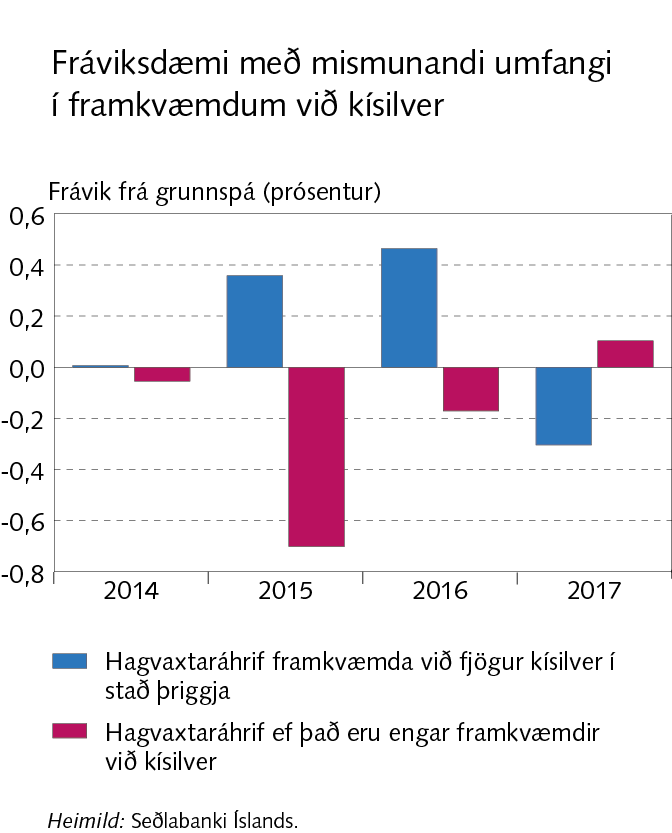 Fráviksdæmi með mismunandi umfangi
í framkvæmdum við kísilver
Frávik frá grunnspá (prósentur)
0,6
0,4
0,2
0,0
-0,2
-0,4
-0,6
-0,8
2014 2015 2016 2017
Hagvaxtaráhrif framkvæmda við fjögur kísilver í
stað þriggja
Hagvaxtaráhrif ef það eru engar framkvæmdir
við kísilver
Heimild: Seðlabanki Íslands.